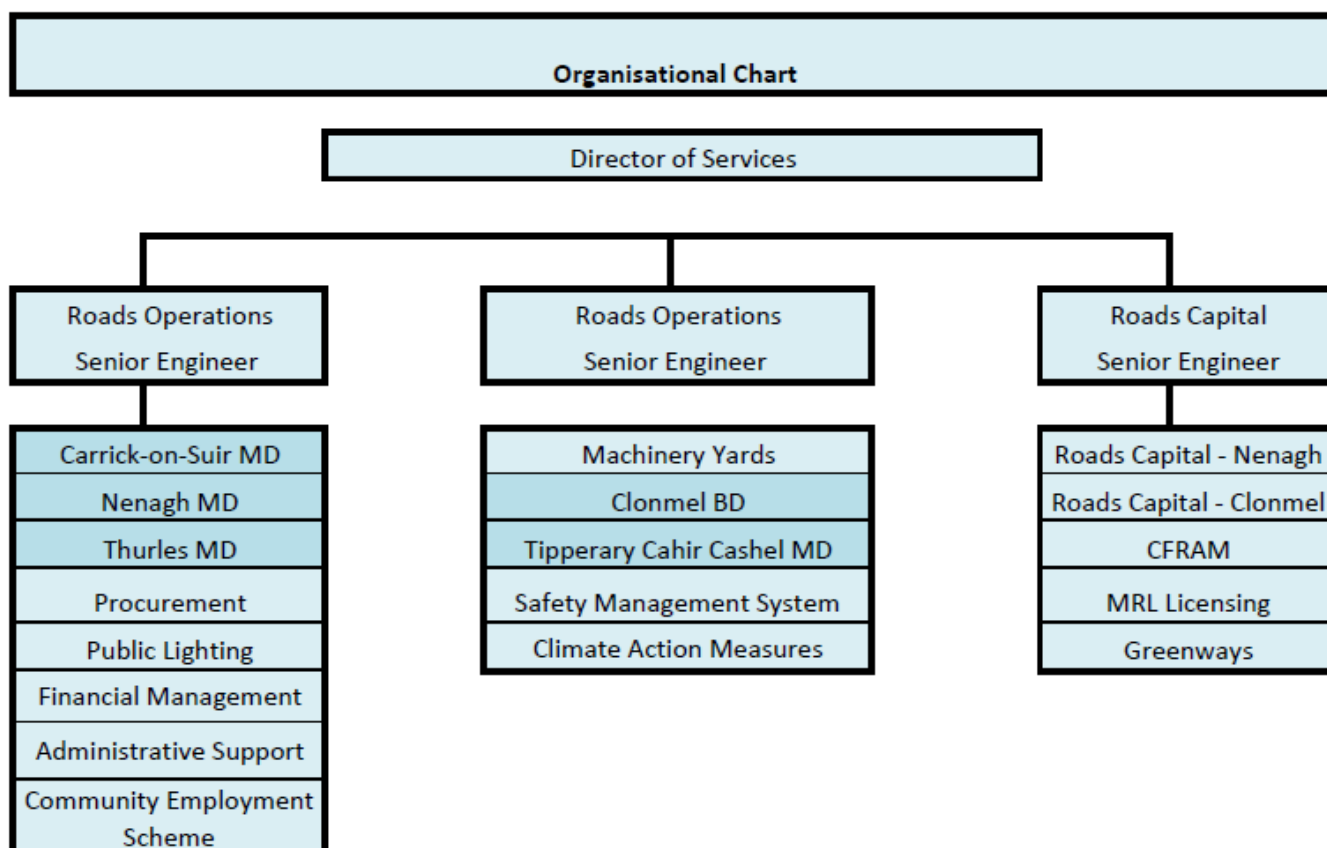 Organisational Chart
Director of Services
Roads Operations
Senior Engineer
Carrick-on-Suir MD
Nenagh MD
Thurles MD
Procurement
Public Lighting
Financial Management
Administrative Support
Community Employment
Scheme
Roads Operations
Senior Engineer
Machinery Yards
Clonmel BD
Tipperary Cahir Cashel MD
Safety Management System
Climate Action Measures
Roads Capital
Senior Engineer
Roads Capital - Nenagh
Roads Capital - Clonmel
CFRAM
MRL Licensing
Greenways